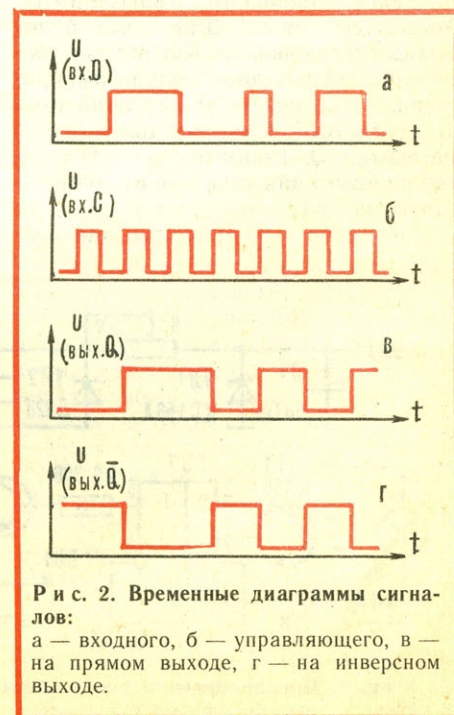 U
(вх.D)
а
t
U
(вх.C)
б
t
U
(вых.Q)
в
t
U
(вых.Q̅)
г
t
Рис. 2. Временные диаграммы сигна-
лов:
а — входного, б — управляющего, в —
на прямом выходе, г — на инверсном
выходе.